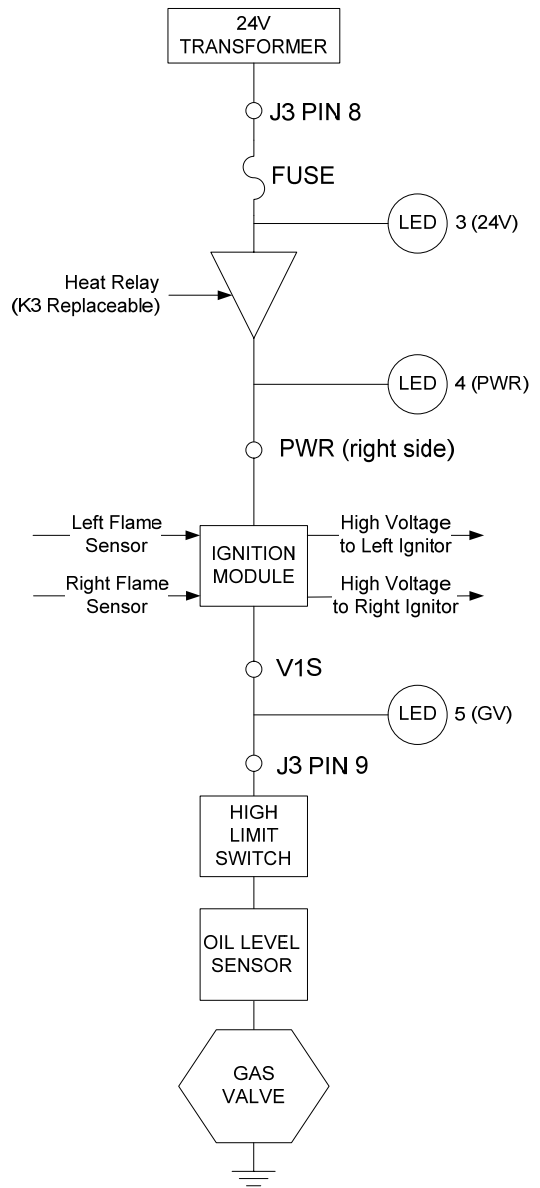 24V
TRANSFORMER
J3 PIN 8
FUSE
LED
3 (24V)
Heat Relay
(K3 Replaceable)
LED
4 (PWR)
PWR (right side)
Left Flame
Sensor
IGNITION
MODULE
High Voltage
to Left Ignitor
Right Flame
Sensor
High Voltage
to Right Ignitor
V1S
LED
5 (GV)
J3 PIN 9
HIGH
LIMIT
SWITCH
OIL LEVEL
SENSOR
GAS
VALVE